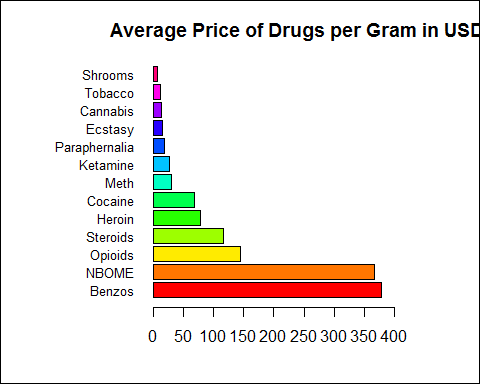 Average Price of Drugs per Gram in USD
Shrooms
Tobacco
Cannabis
Ecstasy
Paraphernalia
Ketamine
Meth
Cocaine
Heroin
Steroids
Opioids
NBOME
Benzos
0 50 100 150 200 250 300 350 400